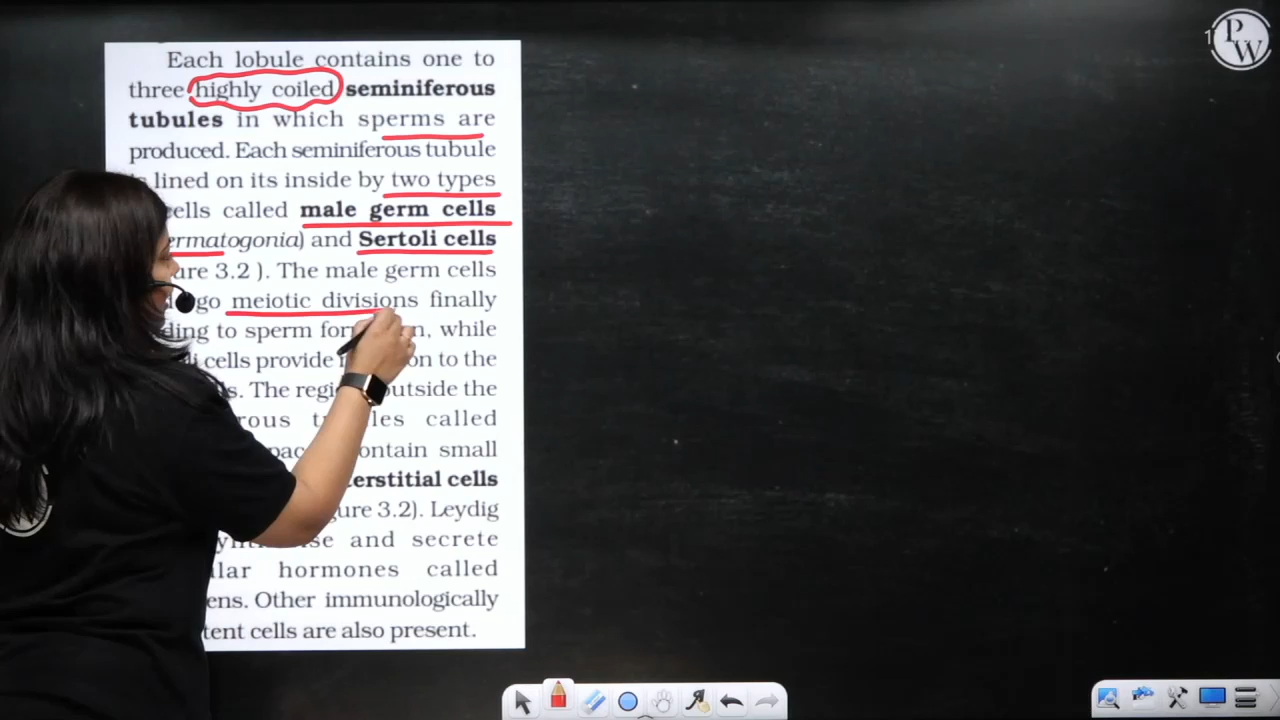 Each lobule contains one to
three highly coiled seminiferous
tubules in which sperms are
produced. Each seminiferous tubule
lined on its inside by two types
cells called male germ cells
ermatogonia) and Sertoli cells
ure 3.2 ). The male germ cells
go meiotic divisions finally
ding to sperm for n, while
li cells provide on to the
s. The regi outside the
rous t les called
pac ontain small
erstitial cells
gure 3.2). Leydig
se and secrete
lar hormones called
ens. Other immunologically
tent cells are also present.
PW